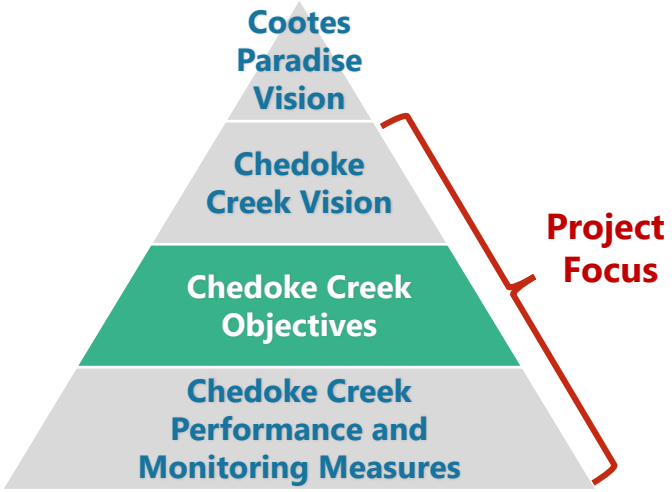 Cootes
Paradise
Vision
Chedoke
Creek Vision
Project
Focus
Chedoke Creek
Objectives
Chedoke Creek
Performance and
Monitoring Measures